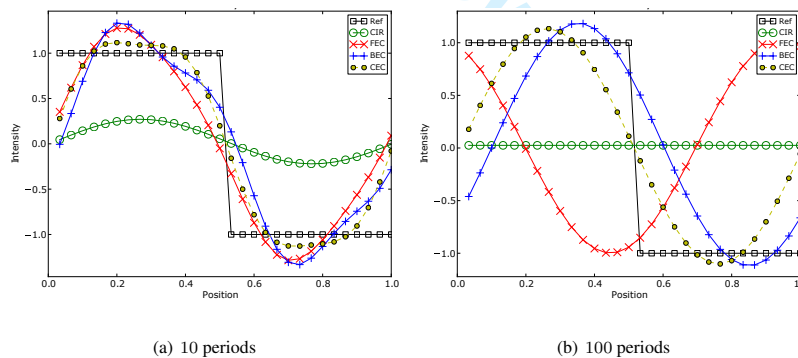 Ref
CIR
FEC
BEC
CEC
1.0
0.5
0.0
−0.5
−1.0
Intensity
0.0 0.2 0.4 0.6 0.8 1.0
Position
(a) 10 periods
Ref
CIR
FEC
BEC
CEC
1.0
0.5
0.0
−0.5
−1.0
Intensity
0.0 0.2 0.4 0.6 0.8 1.0
Position
(b) 100 periods